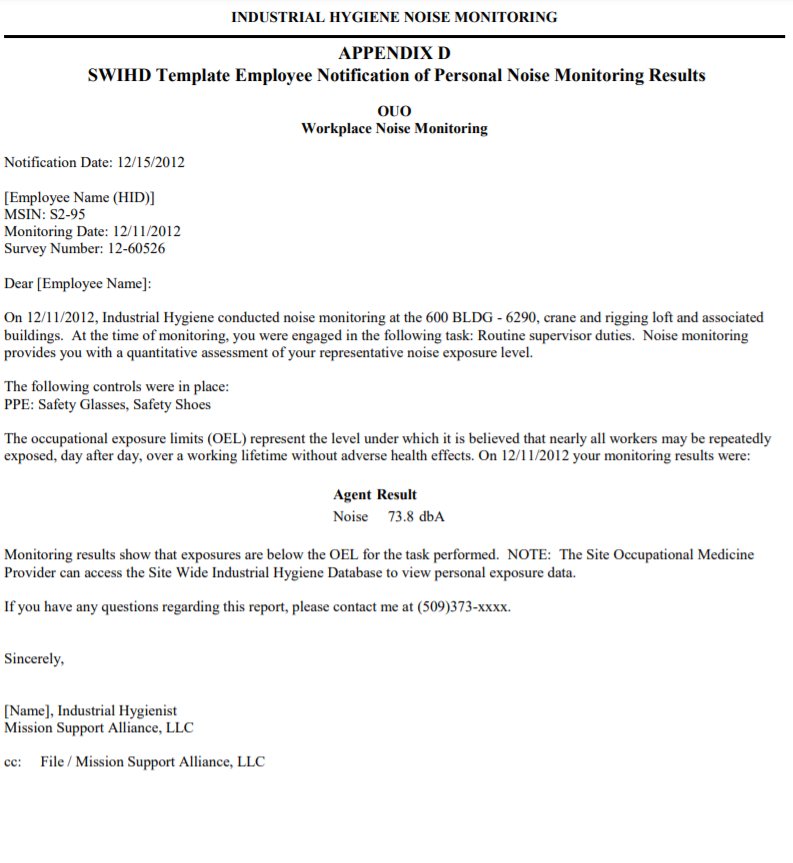 INDUSTRIAL HYGIENE NOISE MONITORING
APPENDIX D
SWIHD Template Employee Notification of Personal Noise Monitoring Results
OUO
Workplace Noise Monitoring
Notification Date: 12/15/2012
[Employee Name (HID)]
MSIN: S2-95
Monitoring Date: 12/11/2012
Survey Number: 12-60526
Dear [Employee Name]:
On 12/11/2012, Industrial Hygiene conducted noise monitoring at the 600 BLDG - 6290, crane and rigging loft and associated
buildings.  At the time of monitoring, you were engaged in the following task: Routine supervisor duties.  Noise monitoring
provides you with a quantitative assessment of your representative noise exposure level.
The following controls were in place:
PPE: Safety Glasses, Safety Shoes
The occupational exposure limits (OEL) represent the level under which it is believed that nearly all workers may be repeatedly
exposed, day after day, over a working lifetime without adverse health effects. On 12/11/2012 your monitoring results were:
Agent Result
Noise 73.8 dbA
Monitoring results show that exposures are below the OEL for the task performed.  NOTE:  The Site Occupational Medicine
Provider can access the Site Wide Industrial Hygiene Database to view personal exposure data.
If you have any questions regarding this report, please contact me at (509)373-xxxx.
Sincerely,
[Name], Industrial Hygienist
Mission Support Alliance, LLC
cc: File / Mission Support Alliance, LLC